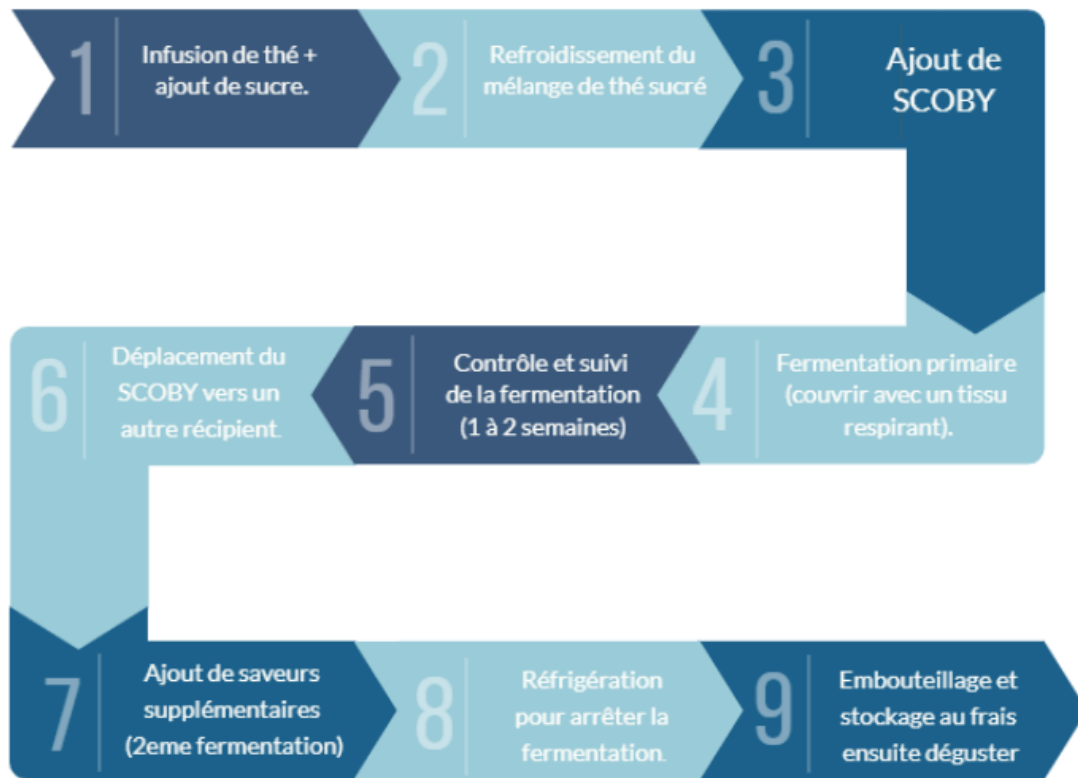 1
Infusion de thé +
ajout de sucre.
2
Refroidissement du
mélange de thé sucré
3
Ajout de
SCOBY
4
Fermentation primaire
(couvrir avec un tissu
respirant).
5
Contrôle et suivi
de la fermentation
(1 à 2 semaines)
6
Déplacement du
SCOBY vers un
autre récipient.
7
Ajout de saveurs
supplémentaires
(2eme fermentation)
8
Réfrigération
pour arrêter la
fermentation.
9
Embouteillage et
stockage au frais
ensuite déguster